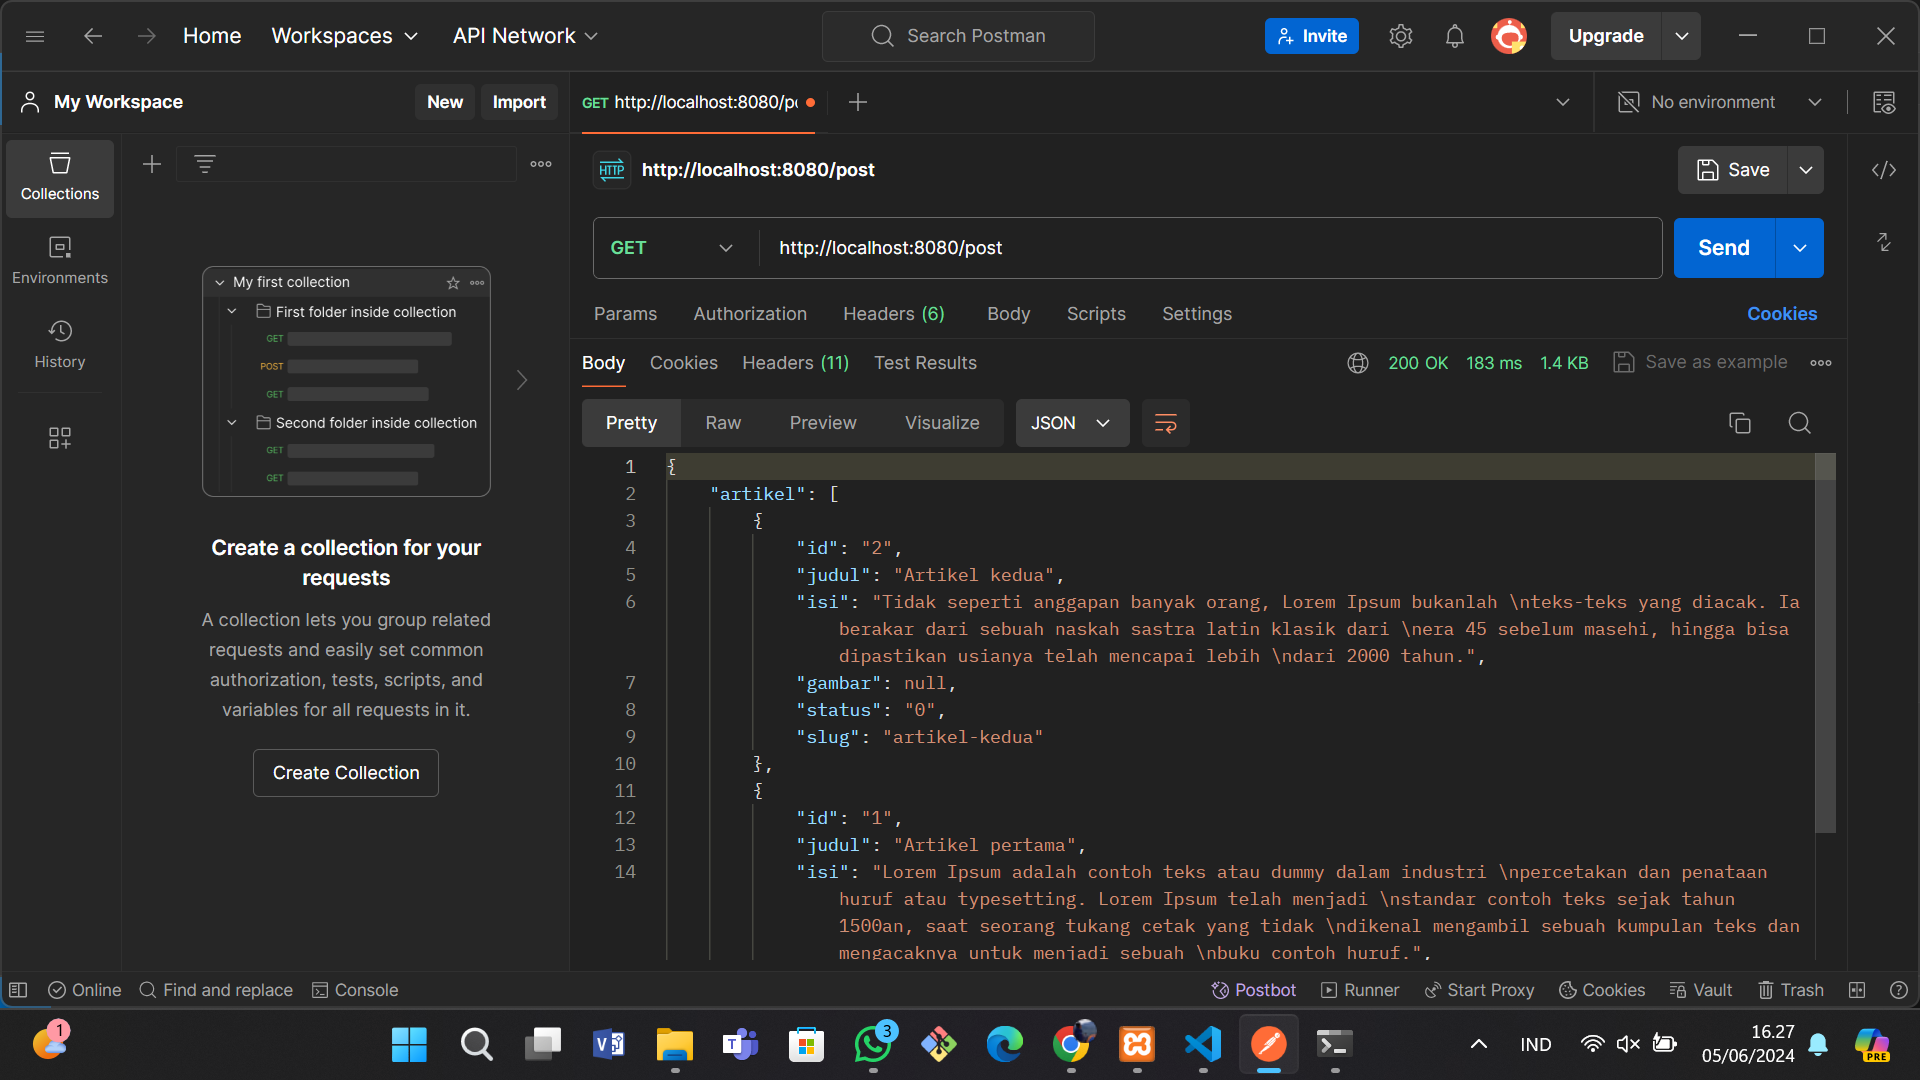 Home
Workspaces
API Network
Search Postman
Invite
Upgrade
My Workspace
New
Import
GET http://localhost:8080/po
No environment
Collections
Environments
History
My first collection
First folder inside collection
GET
POST
GET
Second folder inside collection
GET
GET
Create a collection for your
requests
A collection lets you group related
requests and easily set common
authorization, tests, scripts, and
variables for all requests in it.
Create Collection
HTTP
http://localhost:8080/post
Save
GET
http://localhost:8080/post
Send
Params
Authorization
Headers (6)
Body
Scripts
Settings
Cookies
Body
Cookies
Headers (11)
Test Results
200 OK
183 ms
1.4 KB
Save as example
Pretty
Raw
Preview
Visualize
JSON
1 {
2 "artikel": [
3 {
4 "id": "2",
5 "judul": "Artikel kedua",
6 "isi": "Tidak seperti anggapan banyak orang, Lorem Ipsum bukanlah \nteks-teks yang diacak. Ia
berakar dari sebuah naskah sastra latin klasik dari \nera 45 sebelum masehi, hingga bisa
dipastikan usianya telah mencapai lebih \ndari 2000 tahun.",
7 "gambar": null,
8 "status": "0",
9 "slug": "artikel-kedua"
10 },
11 {
12 "id": "1",
13 "judul": "Artikel pertama",
14 "isi": "Lorem Ipsum adalah contoh teks atau dummy dalam industri \npercetakan dan penataan
huruf atau typesetting. Lorem Ipsum telah menjadi \nstandar contoh teks sejak tahun
1500an, saat seorang tukang cetak yang tidak \ndikenal mengambil sebuah kumpulan teks dan
mengacaknya untuk menjadi sebuah \nbuku contoh huruf.",
Online
Find and replace
Console
Postbot
Runner
Start Proxy
Cookies
Vault
Trash
1
3
IND
16.27
05/06/2024
PRE